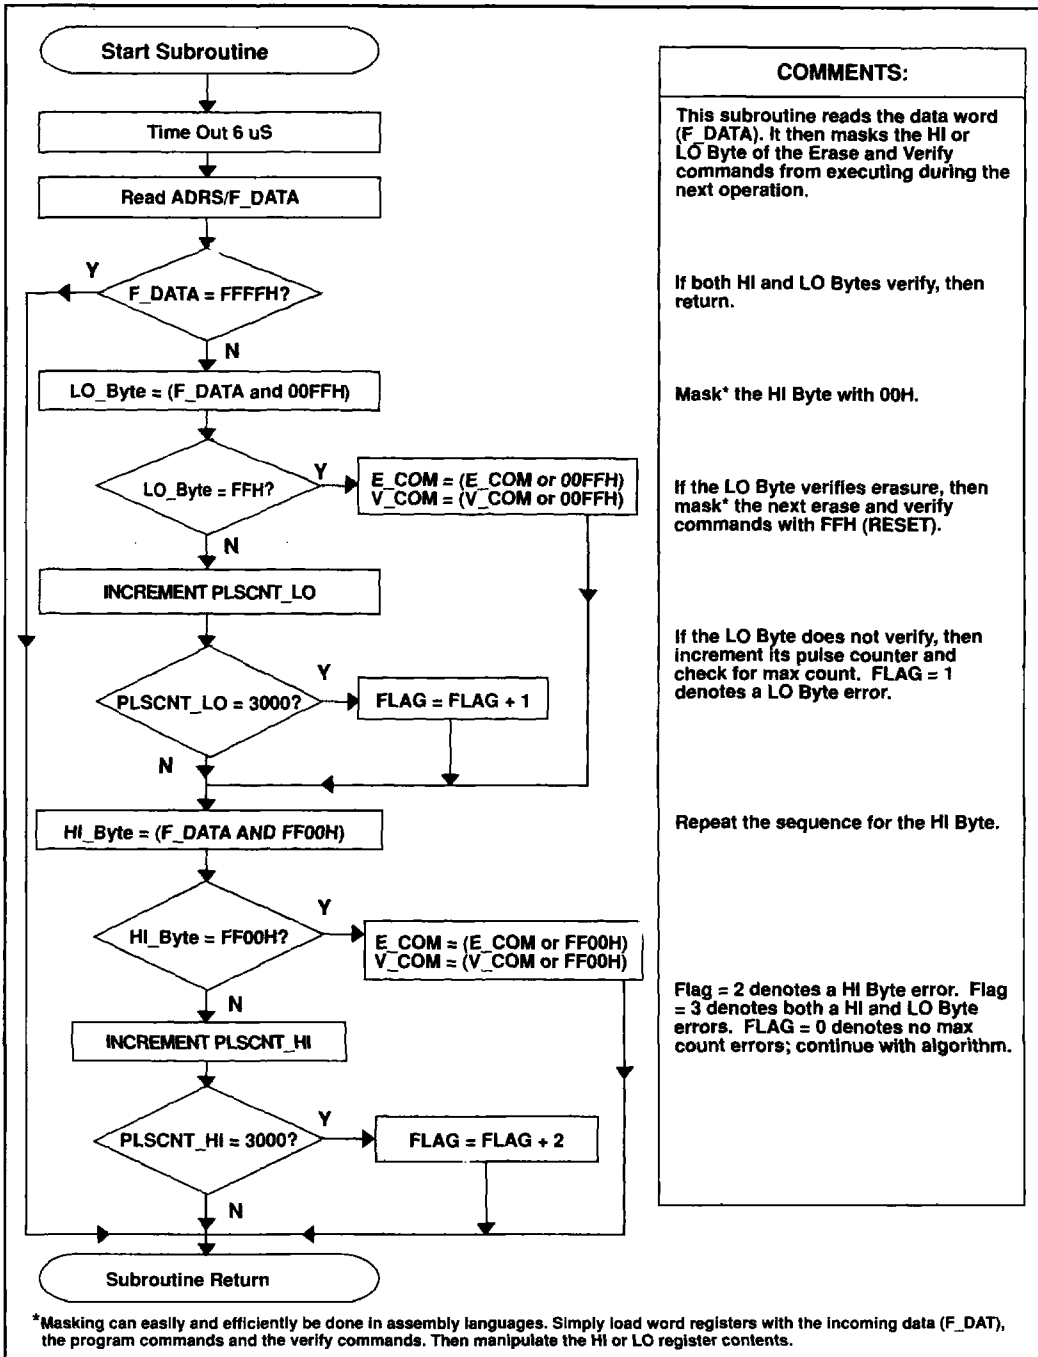 Start Subroutine
Time Out 6 uS
Read ADRS/F_DATA
Y
F_DATA = FFFFH?
N
LO_Byte = (F_DATA and 00FFH)
LO_Byte = FFH?
Y
E_COM = (E_COM or 00FFH)
V_COM = (V_COM or 00FFH)
N
INCREMENT PLSCNT_LO
PLSCNT_LO = 3000?
Y
FLAG = FLAG + 1
N
HI_Byte = (F_DATA AND FF00H)
HI_Byte = FF00H?
Y
E_COM = (E_COM or FF00H)
V_COM = (V_COM or FF00H)
N
INCREMENT PLSCNT_HI
PLSCNT_HI = 3000?
Y
FLAG = FLAG + 2
N
Subroutine Return
COMMENTS:
This subroutine reads the data word
(F_DATA). It then masks the HI or
LO Byte of the Erase and Verify
commands from executing during the
next operation.
If both HI and LO Bytes verify, then
return.
Mask* the HI Byte with 00H.
If the LO Byte verifies erasure, then
mask* the next erase and verify
commands with FFH (RESET).
If the LO Byte does not verify, then
increment its pulse counter and
check for max count. FLAG = 1
denotes a LO Byte error.
Repeat the sequence for the HI Byte.
Flag = 2 denotes a HI Byte error. Flag
= 3 denotes both a HI and LO Byte
errors. FLAG = 0 denotes no max
count errors; continue with algorithm.
*Masking can easily and efficiently be done in assembly languages. Simply load word registers with the incoming data (F_DAT),
the program commands and the verify commands. Then manipulate the HI or LO register contents.